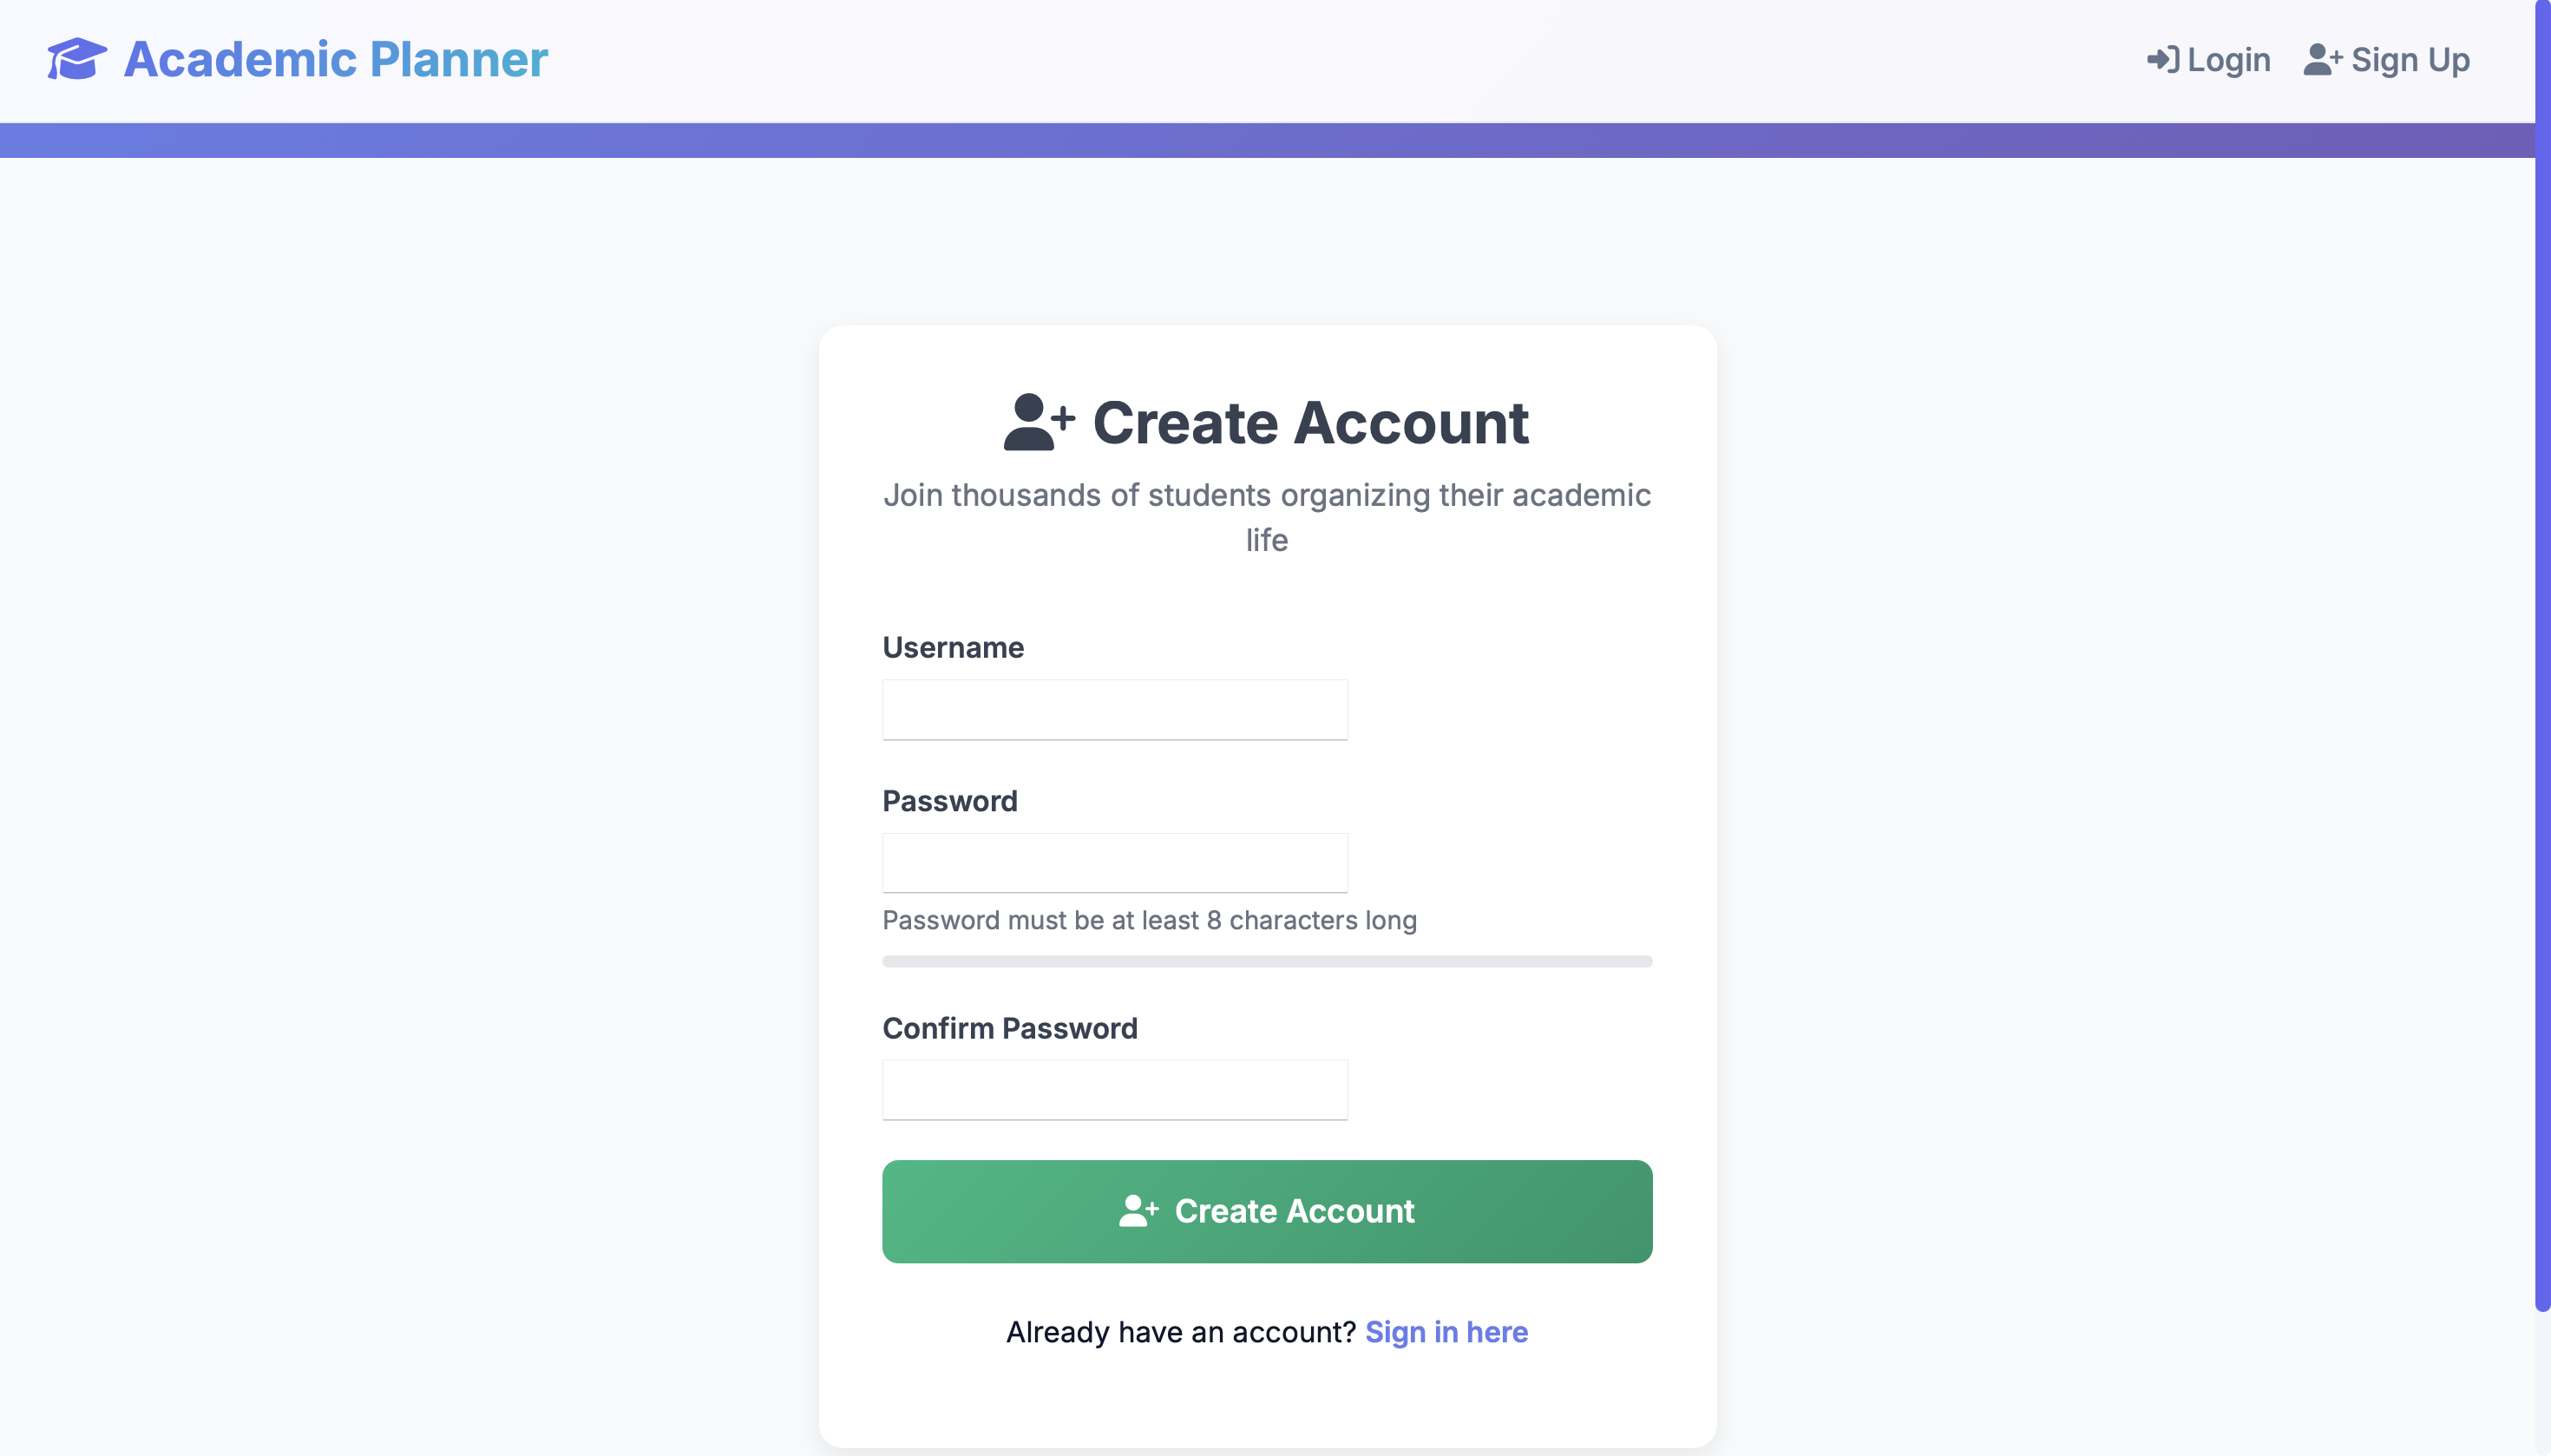 Academic Planner
Login
Sign Up
Create Account
Join thousands of students organizing their academic
life
Username
Password
Password must be at least 8 characters long
Confirm Password
Create Account
Already have an account? Sign in here